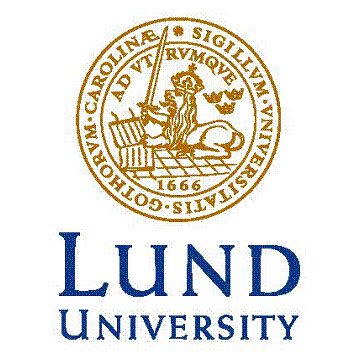 SIGILLVM·VNIVERSITATIS·GOTHORVM·CAROLINÆ
AD VTRVMQVE
1666
LUND
UNIVERSITY